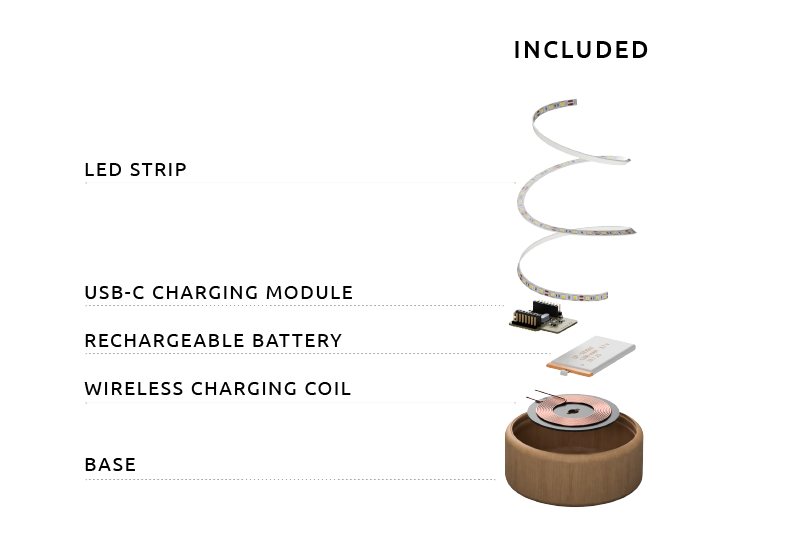 INCLUDED
LED STRIP
USB-C CHARGING MODULE
RECHARGEABLE BATTERY
WIRELESS CHARGING COIL
BASE